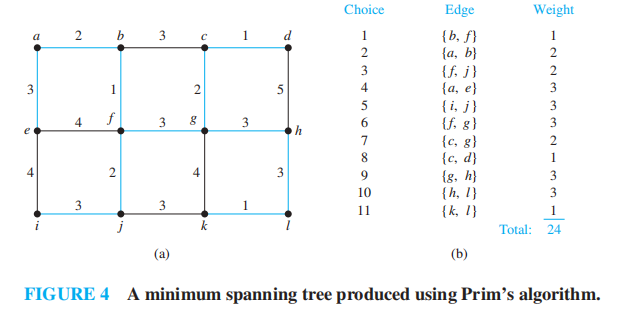 Choice Edge Weight
a 2 b 3 c 1 d
1 {b, f} 1
2 {a, b} 2
3 {f, j} 2
3 1 2 5
4 {a, e} 3
5 {i, j} 3
e 4 f 3 g 3 h
6 {f, g} 3
7 {c, g} 2
8 {c, d} 1
4 2 4 3
9 {g, h} 3
10 {h, l} 3
3 3 1
11 {k, l} 1
i j k l
Total: 24
(a) (b)
FIGURE 4 A minimum spanning tree produced using Prim’s algorithm.